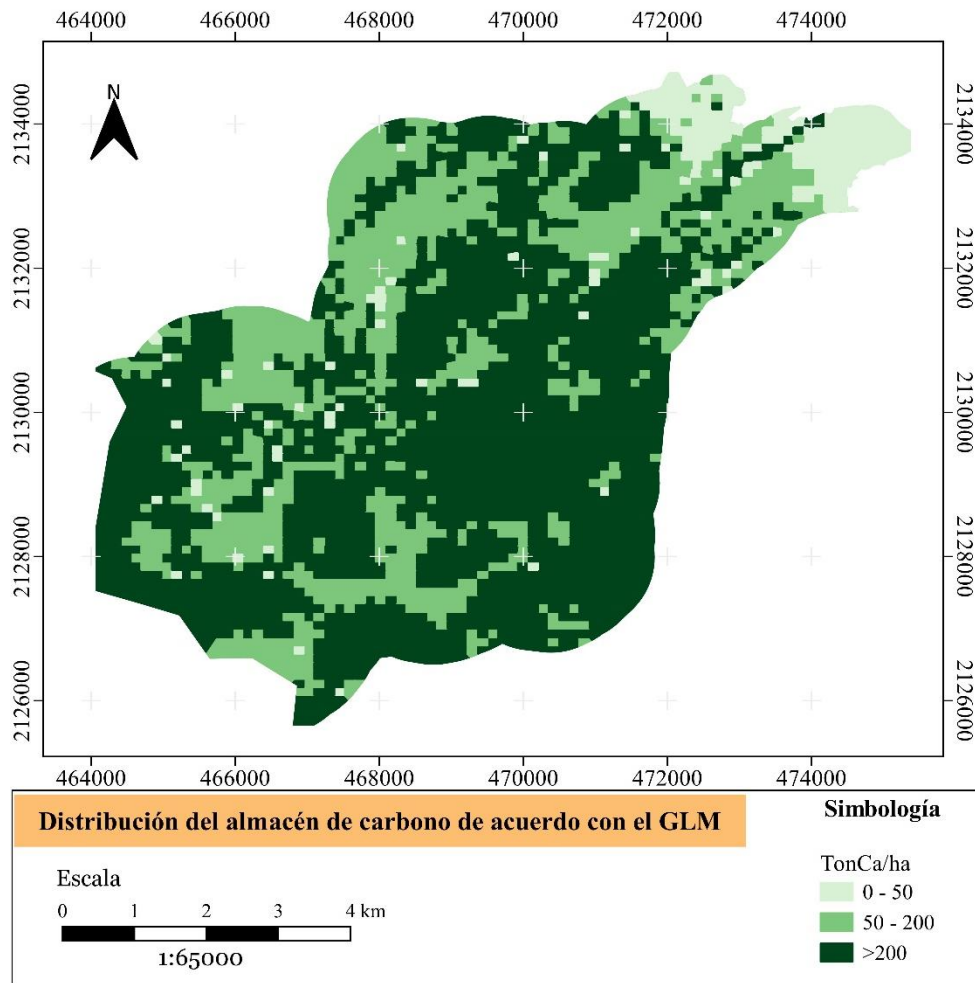 464000 466000 468000 470000 472000 474000
N
2134000 2134000
2132000 2132000
2130000 2130000
2128000 2128000
2126000 2126000
464000 466000 468000 470000 472000 474000
Distribución del almacén de carbono de acuerdo con el GLM
Escala
0 1 2 3 4 km
1:65000
Simbología
TonCa/ha
0 - 50
50 - 200
>200